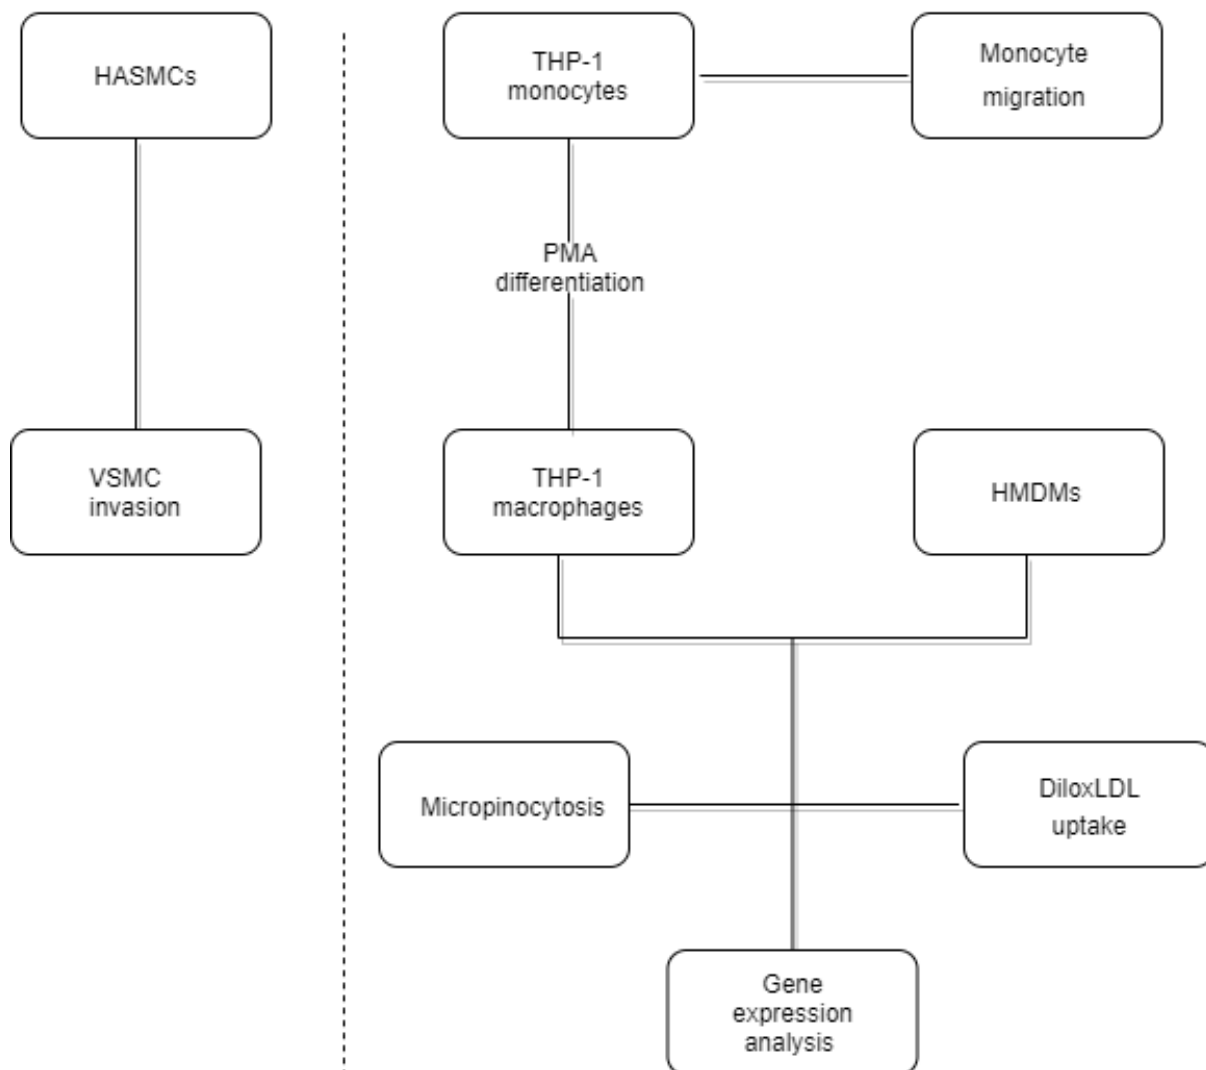 HASMCs
THP-1
monocytes
Monocyte
migration
PMA
differentiation
VSMC
invasion
THP-1
macrophages
HMDMs
Micropinocytosis
DiloxLDL
uptake
Gene
expression
analysis